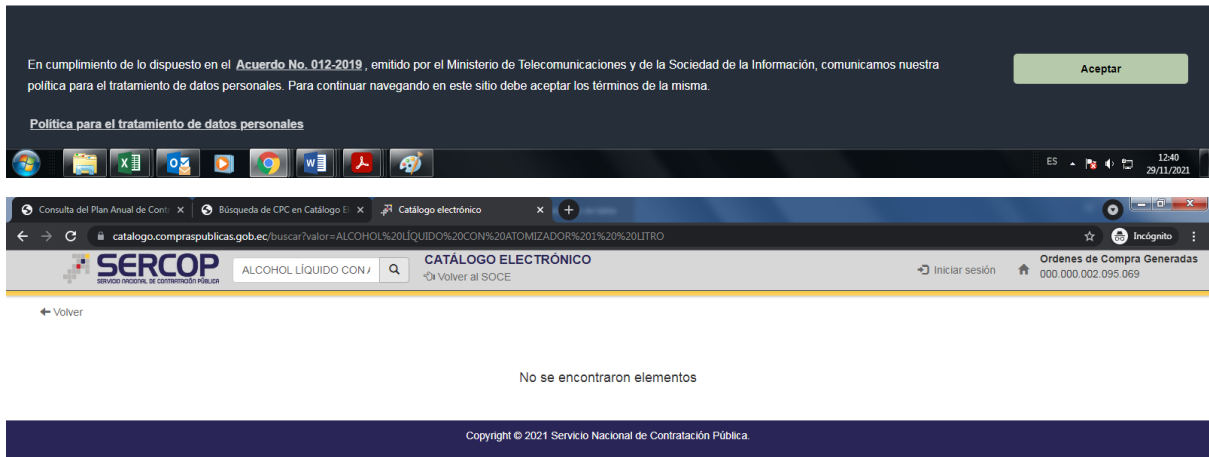 En cumplimiento de lo dispuesto en el Acuerdo No. 012-2019 , emitido por el Ministerio de Telecomunicaciones y de la Sociedad de la Información, comunicamos nuestra
política para el tratamiento de datos personales. Para continuar navegando en este sitio debe aceptar los términos de la misma.
Aceptar
Política para el tratamiento de datos personales
ES
12:40
29/11/2021
Consulta del Plan Anual de Cont
Búsqueda de CPC en Catálogo E
Catálogo electrónico
catalogo.compraspublicas.gob.ec/buscar?valor=ALCOHOL%20LÍQUIDO%20CON%20ATOMIZADOR%201%20%20LITRO
Incógnito
SERCOP
SERVICIO NACIONAL DE CONTRATACIÓN PÚBLICA
ALCOHOL LÍQUIDO CON
CATÁLOGO ELECTRÓNICO
Volver al SOCE
Iniciar sesión
Ordenes de Compra Generadas
000.000.002.095.069
Volver
No se encontraron elementos
Copyright © 2021 Servicio Nacional de Contratación Pública.